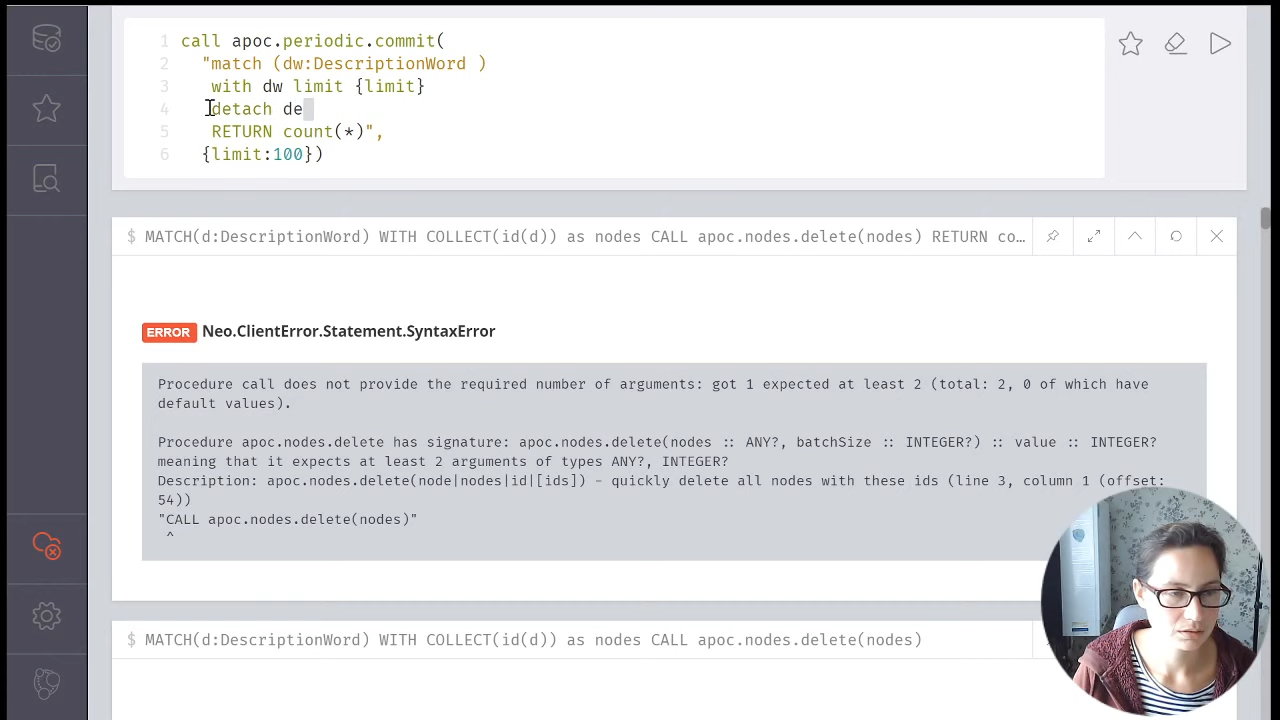 1 call apoc.periodic.commit(
2 "match (dw:DescriptionWord )
3 with dw limit {limit}
4 detach de
5 RETURN count(*)",
6 {limit:100})
$ MATCH(d:DescriptionWord) WITH COLLECT(id(d)) as nodes CALL apoc.nodes.delete(nodes) RETURN co…
ERROR Neo.ClientError.Statement.SyntaxError
Procedure call does not provide the required number of arguments: got 1 expected at least 2 (total: 2, 0 of which have
default values).
Procedure apoc.nodes.delete has signature: apoc.nodes.delete(nodes :: ANY?, batchSize :: INTEGER?) :: value :: INTEGER?
meaning that it expects at least 2 arguments of types ANY?, INTEGER?
Description: apoc.nodes.delete(node|nodes|id|[ids]) - quickly delete all nodes with these ids (line 3, column 1 (offset:
54))
"CALL apoc.nodes.delete(nodes)"
^
$ MATCH(d:DescriptionWord) WITH COLLECT(id(d)) as nodes CALL apoc.nodes.delete(nodes)